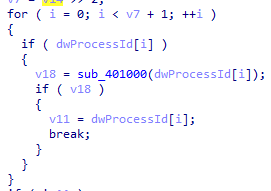 for ( i = 0; i < v7 + 1; ++i )
{
if ( dwProcessId[i] )
{
v18 = sub_401000(dwProcessId[i]);
if ( v18 )
{
v11 = dwProcessId[i];
break;
}
}
}